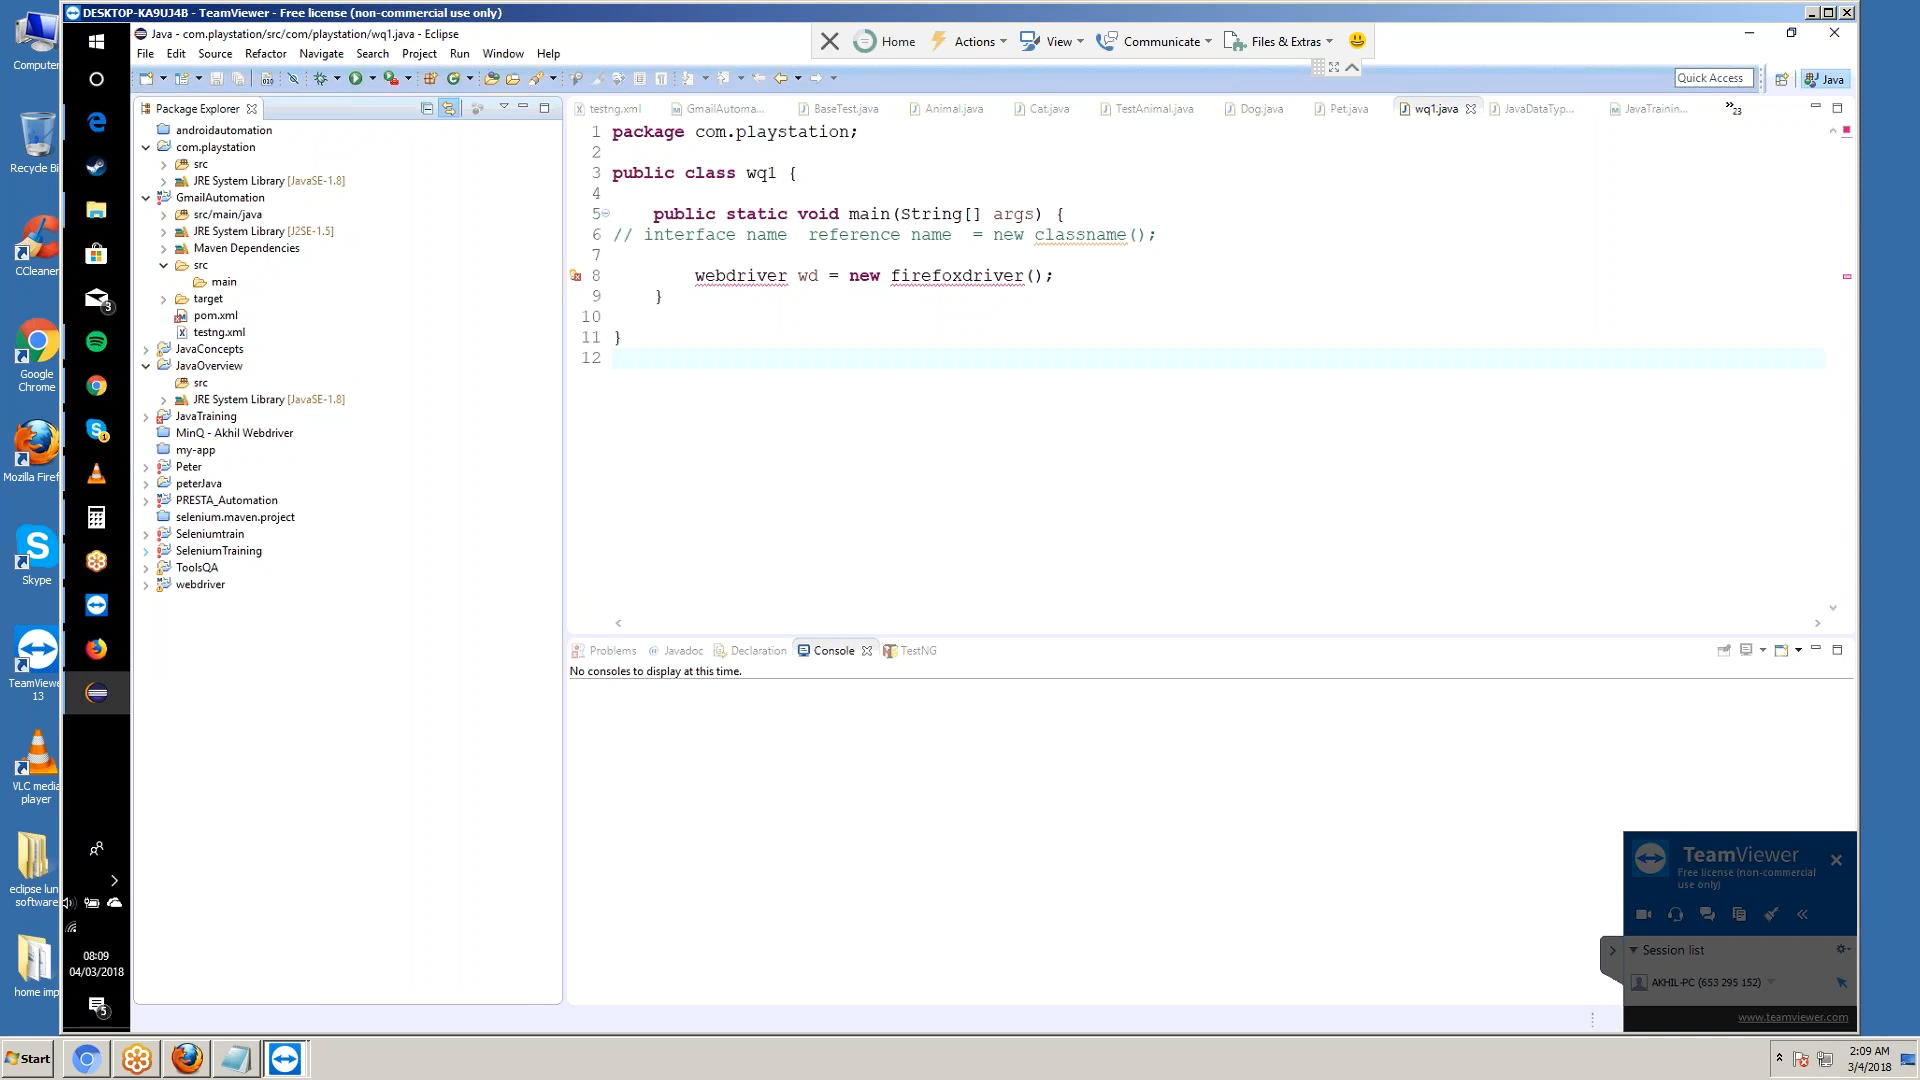 DESKTOP-KA9UJ4B - TeamViewer - Free license (non-commercial use only)
Java - com.playstation/src/com/playstation/wq1.java - Eclipse
File Edit Source Refactor Navigate Search Project Run Window Help
Home Actions View Communicate Files & Extras
Quick Access Java
Package Explorer
androidautomation
com.playstation
src
JRE System Library [JavaSE-1.8]
GmailAutomation
src/main/java
JRE System Library [J2SE-1.5]
Maven Dependencies
src
main
target
pom.xml
testng.xml
JavaConcepts
JavaOverview
src
JRE System Library [JavaSE-1.8]
JavaTraining
MinQ - Akhil Webdriver
my-app
Peter
peterJava
PRESTA_Automation
selenium.maven.project
Seleniumtrain
SeleniumTraining
ToolsQA
webdriver
testng.xml GmailAutoma... BaseTest.java Animal.java Cat.java TestAnimal.java Dog.java Pet.java wq1.java JavaDataTyp... JavaTrainin... »23
1 package com.playstation;
2
3 public class wq1 {
4
5 public static void main(String[] args) {
6 // interface name  reference name  = new classname();
7
8 webdriver wd = new firefoxdriver();
9 }
10
11 }
12
Problems Javadoc Declaration Console TestNG
No consoles to display at this time.
Computer
Recycle Bi
CCleaner
Google
Chrome
Mozilla Firef
Skype
TeamViewe
13
VLC media
player
eclipse lun
software
home imp
3
1
08:09
04/03/2018
5
TeamViewer
Free license (non-commercial
use only)
Session list
AKHIL-PC (653 295 152)
www.teamviewer.com
Start
2:09 AM
3/4/2018